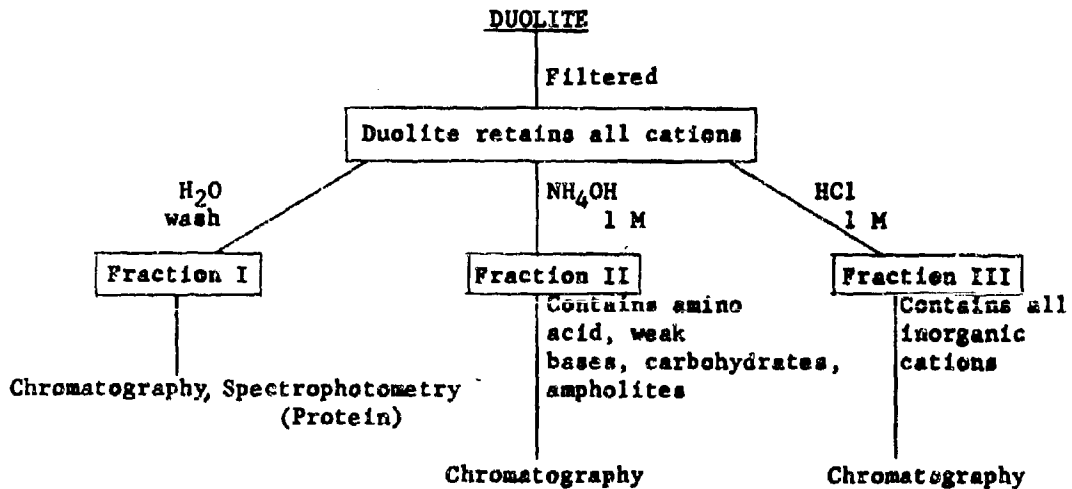 DUOLITE
Filtered
Duolite retains all cations
H2O
wash
NH4OH
1 M
HCl
1 M
Fraction I
Fraction II
Fraction III
Contains amino
acid, weak
bases, carbohydrates,
ampholites
Contains all
inorganic
cations
Chromatography, Spectrophotometry
(Protein)
Chromatography
Chromatography